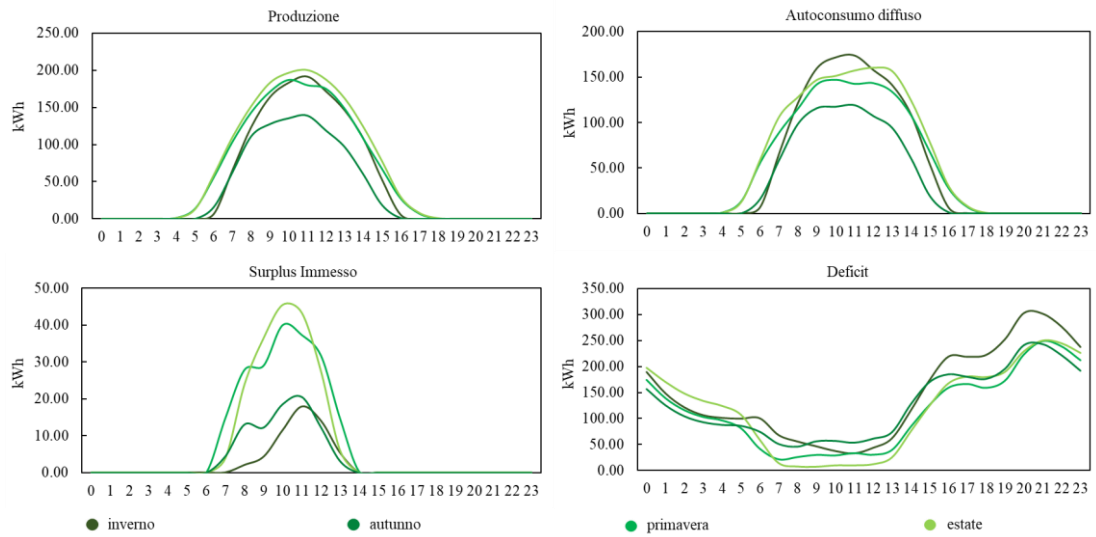 Produzione
250.00
200.00
150.00
100.00
50.00
0.00
kWh
0 1 2 3 4 5 6 7 8 9 10 11 12 13 14 15 16 17 18 19 20 21 22 23
Autoconsumo diffuso
200.00
150.00
100.00
50.00
0.00
kWh
0 1 2 3 4 5 6 7 8 9 10 11 12 13 14 15 16 17 18 19 20 21 22 23
Surplus Immesso
50.00
40.00
30.00
20.00
10.00
0.00
kWh
0 1 2 3 4 5 6 7 8 9 10 11 12 13 14 15 16 17 18 19 20 21 22 23
Deficit
350.00
300.00
250.00
200.00
150.00
100.00
50.00
0.00
kWh
0 1 2 3 4 5 6 7 8 9 10 11 12 13 14 15 16 17 18 19 20 21 22 23
inverno autunno primavera estate